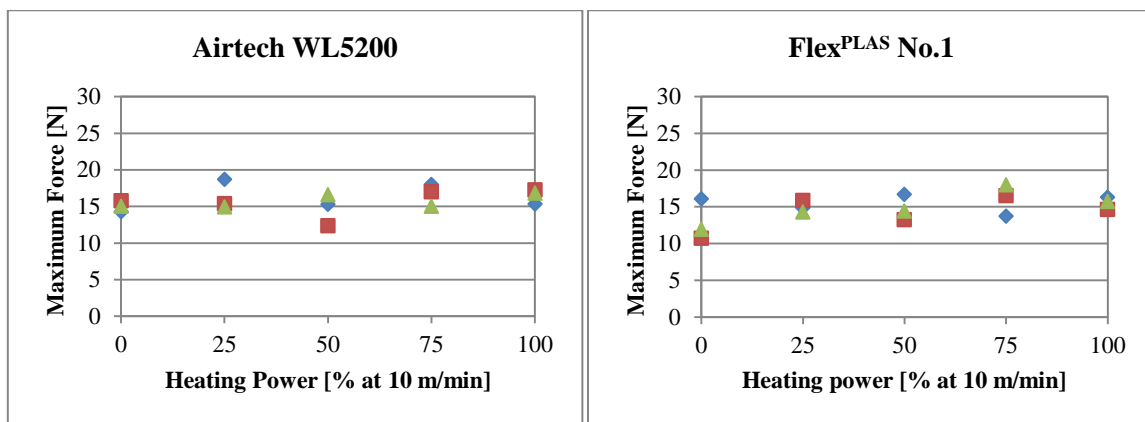 Airtech WL5200
30
25
20
15
10
5
0
Maximum Force [N]
0 25 50 75 100
Heating Power [% at 10 m/min]
Flex^PLAS No.1
30
25
20
15
10
5
0
Maximum Force [N]
0 25 50 75 100
Heating power [% at 10 m/min]